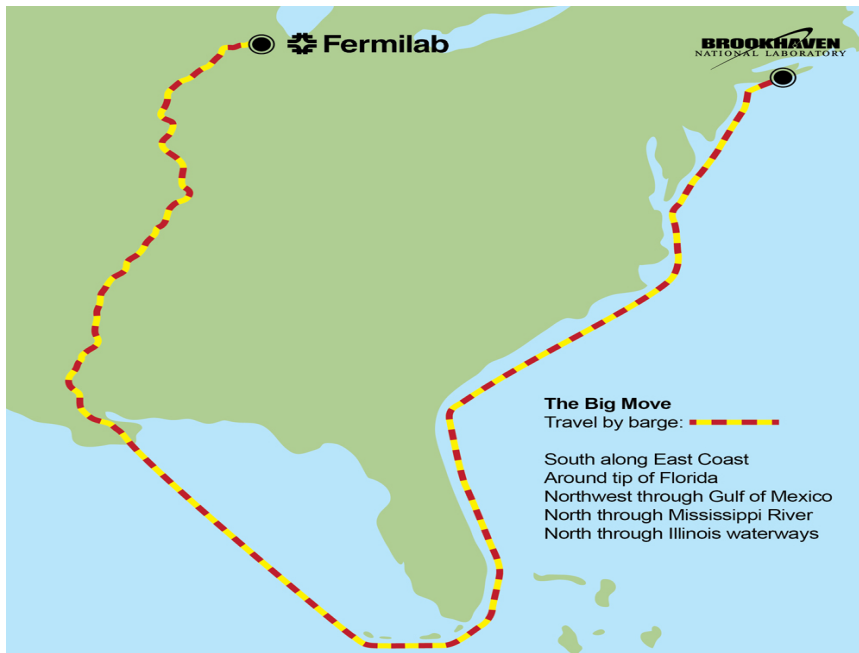 Fermilab
BROOKHAVEN
NATIONAL LABORATORY
The Big Move
Travel by barge:
South along East Coast
Around tip of Florida
Northwest through Gulf of Mexico
North through Mississippi River
North through Illinois waterways